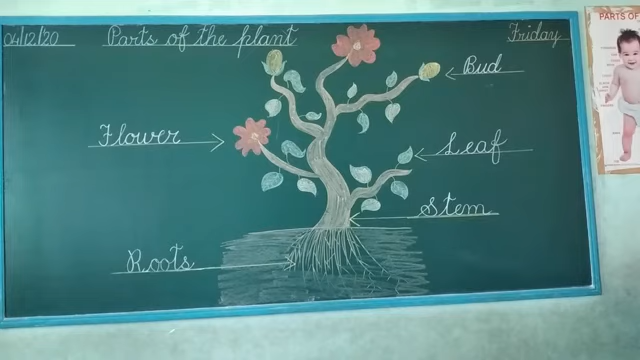 04/12/20 Parts of the plant Friday
Bud
Flower
Leaf
Stem
Roots
PARTS OF